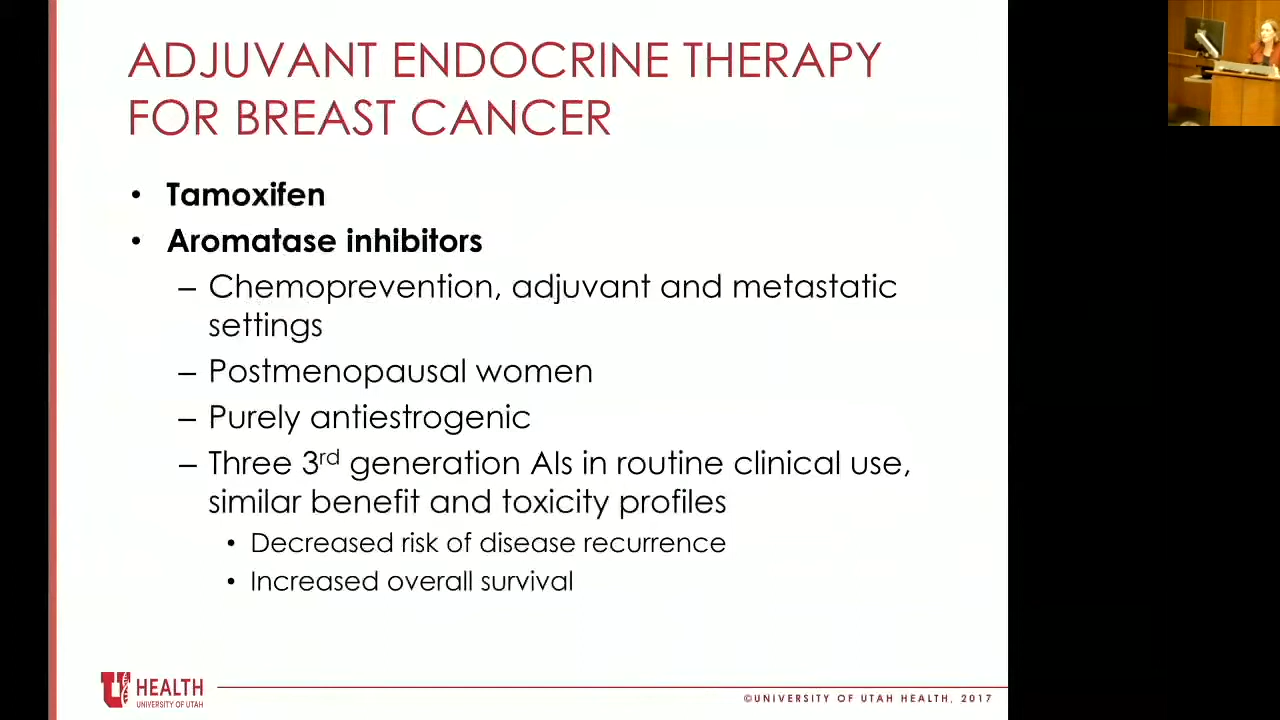 ADJUVANT ENDOCRINE THERAPY
FOR BREAST CANCER
• Tamoxifen
• Aromatase inhibitors
– Chemoprevention, adjuvant and metastatic
settings
– Postmenopausal women
– Purely antiestrogenic
– Three 3rd generation AIs in routine clinical use,
similar benefit and toxicity profiles
• Decreased risk of disease recurrence
• Increased overall survival
U HEALTH
UNIVERSITY OF UTAH
©UNIVERSITY OF UTAH HEALTH, 2017